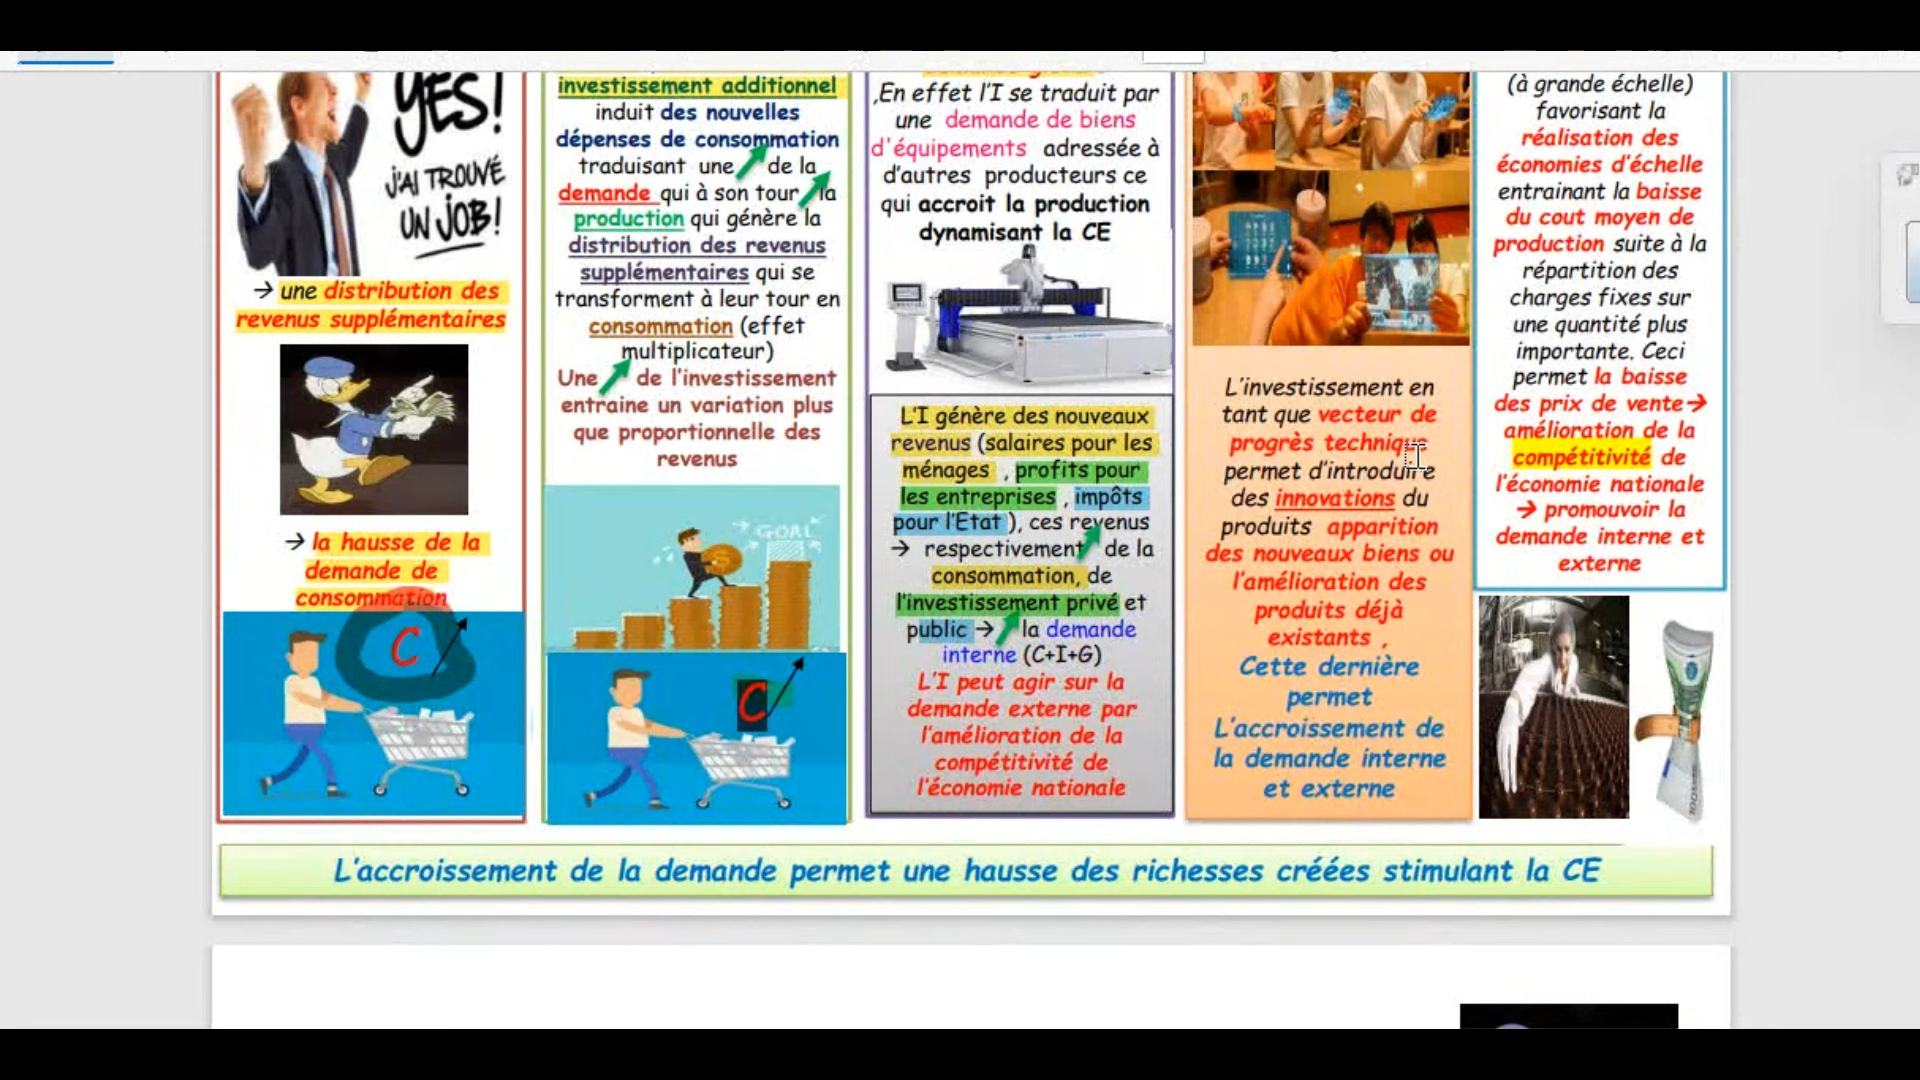 YES!
J'AI TROUVÉ
UN JOB!
→ une distribution des
revenus supplémentaires
→ la hausse de la
demande de
consommation
C
investissement additionnel
induit des nouvelles
dépenses de consommation
traduisant une de la
demande qui à son tour la
production qui génère la
distribution des revenus
supplémentaires qui se
transforment à leur tour en
consommation (effet
multiplicateur)
Une de l'investissement
entraine un variation plus
que proportionnelle des
revenus
GOAL
C
,En effet l'I se traduit par
une demande de biens
d'équipements adressée à
d'autres producteurs ce
qui accroit la production
dynamisant la CE
L'I génère des nouveaux
revenus (salaires pour les
ménages , profits pour
les entreprises , impôts
pour l'Etat ), ces revenus
→ respectivement de la
consommation, de
l'investissement privé et
public → la demande
interne (C+I+G)
L'I peut agir sur la
demande externe par
l'amélioration de la
compétitivité de
l'économie nationale
L'investissement en
tant que vecteur de
progrès technique
permet d'introduire
des innovations du
produits apparition
des nouveaux biens ou
l'amélioration des
produits déjà
existants ,
Cette dernière
permet
L'accroissement de
la demande interne
et externe
(à grande échelle)
favorisant la
réalisation des
économies d'échelle
entrainant la baisse
du cout moyen de
production suite à la
répartition des
charges fixes sur
une quantité plus
importante. Ceci
permet la baisse
des prix de vente→
amélioration de la
compétitivité de
l'économie nationale
→ promouvoir la
demande interne et
externe
L'accroissement de la demande permet une hausse des richesses créées stimulant la CE